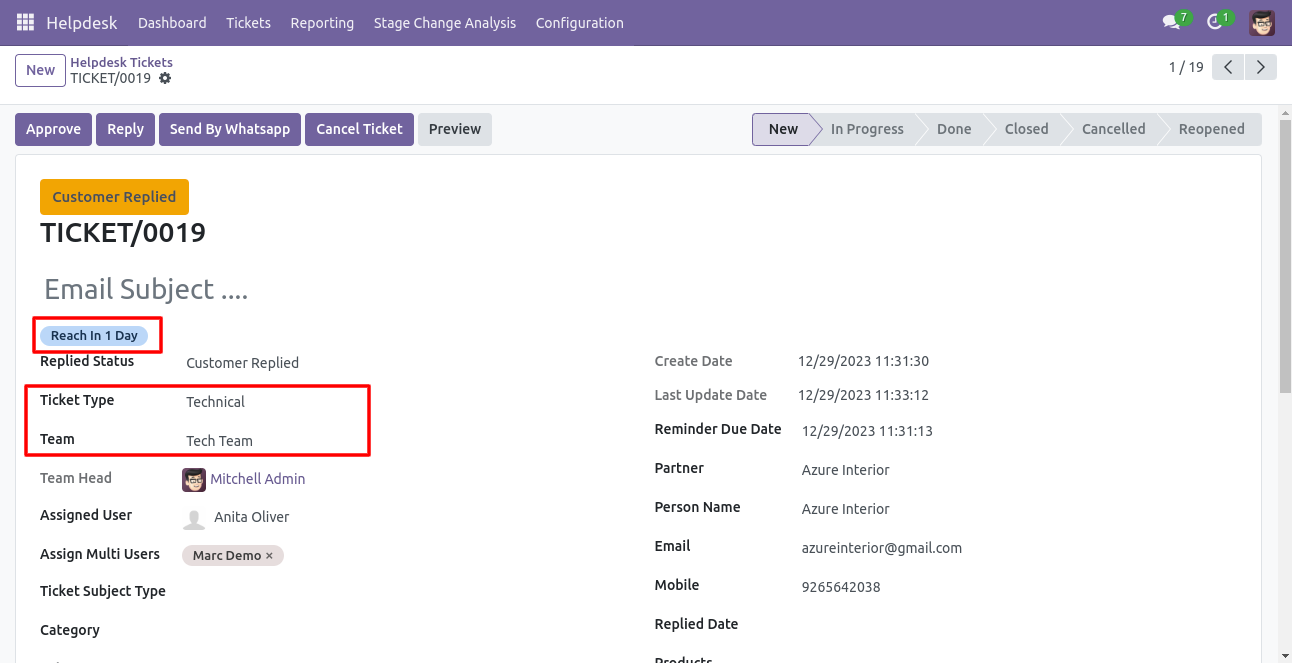 Helpdesk Dashboard Tickets Reporting Stage Change Analysis Configuration 7 1
New Helpdesk Tickets
TICKET/0019
1 / 19
Approve Reply Send By Whatsapp Cancel Ticket Preview New In Progress Done Closed Cancelled Reopened
Customer Replied
TICKET/0019
Email Subject ....
Reach In 1 Day
Replied Status Customer Replied
Ticket Type Technical
Team Tech Team
Team Head Mitchell Admin
Assigned User Anita Oliver
Assign Multi Users Marc Demo ×
Ticket Subject Type
Category
Create Date 12/29/2023 11:31:30
Last Update Date 12/29/2023 11:33:12
Reminder Due Date 12/29/2023 11:31:13
Partner Azure Interior
Person Name Azure Interior
Email azureinterior@gmail.com
Mobile 9265642038
Replied Date
Products